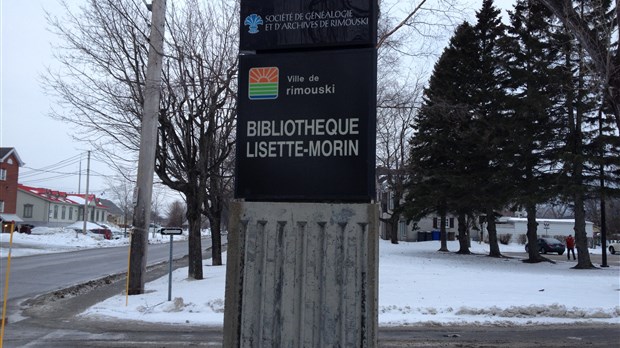 SOCIÉTÉ DE GÉNÉALOGIE
ET D'ARCHIVES DE RIMOUSKI
Ville de
rimouski
BIBLIOTHEQUE
LISETTE-MORIN